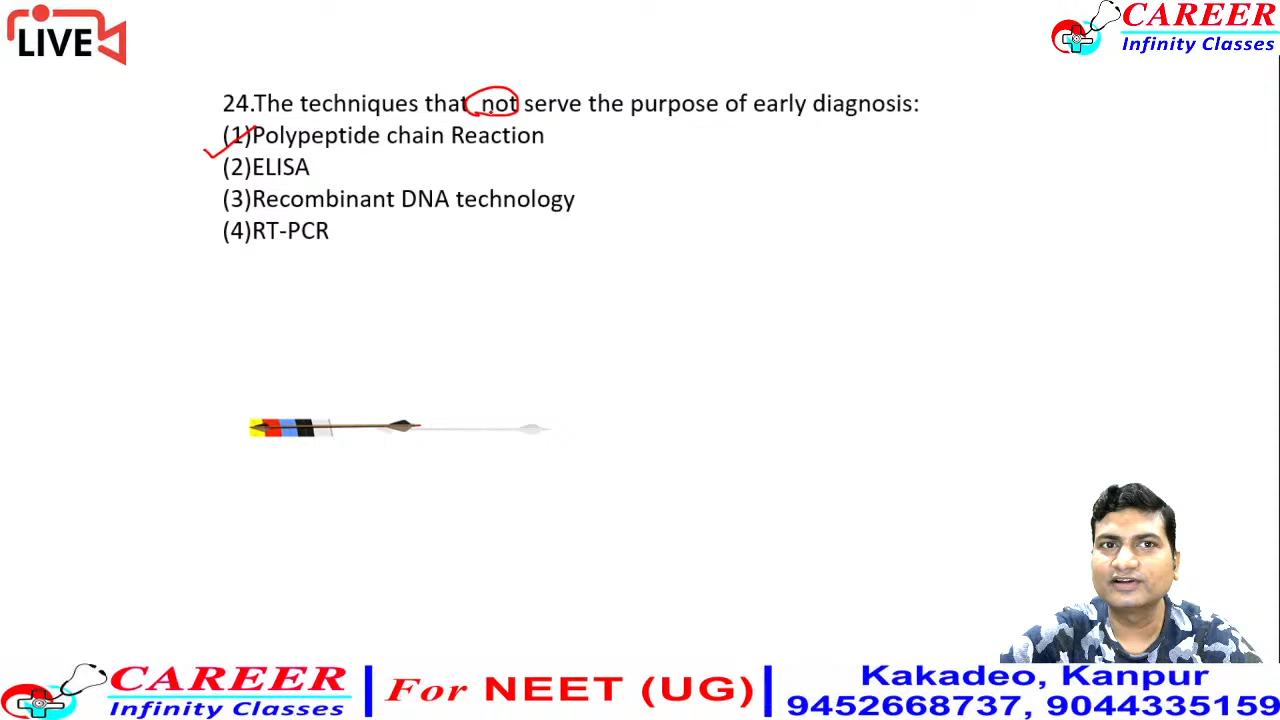 LIVE
CAREER
Infinity Classes
24.The techniques that not serve the purpose of early diagnosis:
(1)Polypeptide chain Reaction
(2)ELISA
(3)Recombinant DNA technology
(4)RT-PCR
CAREER
Infinity Classes
For NEET (UG)
Kakadeo, Kanpur
9452668737, 9044335159